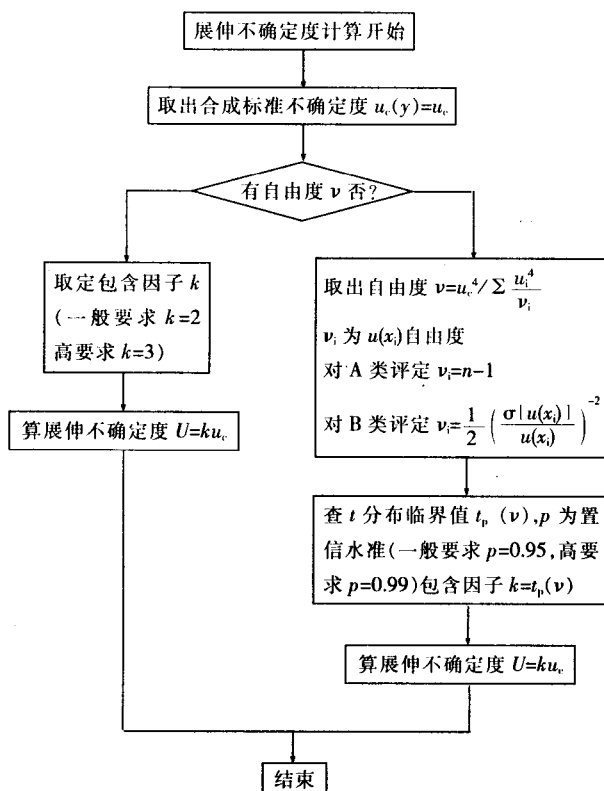 展伸不确定度计算开始
取出合成标准不确定度 u_c(y)=u_c
有自由度 ν 否?
取定包含因子 k
(一般要求 k=2
高要求 k=3)
算展伸不确定度 U=ku_c
取出自由度 ν=u_c^4/Σ u_i^4/ν_i
ν_i 为 u(x_i)自由度
对 A 类评定 ν_i=n-1
对 B 类评定 ν_i=1/2 (σ|u(x_i)|/u(x_i))^-2
查 t 分布临界值 t_p (ν),p 为置
信水准(一般要求 p=0.95,高要
求 p=0.99)包含因子 k=t_p(ν)
算展伸不确定度 U=ku_c
结束